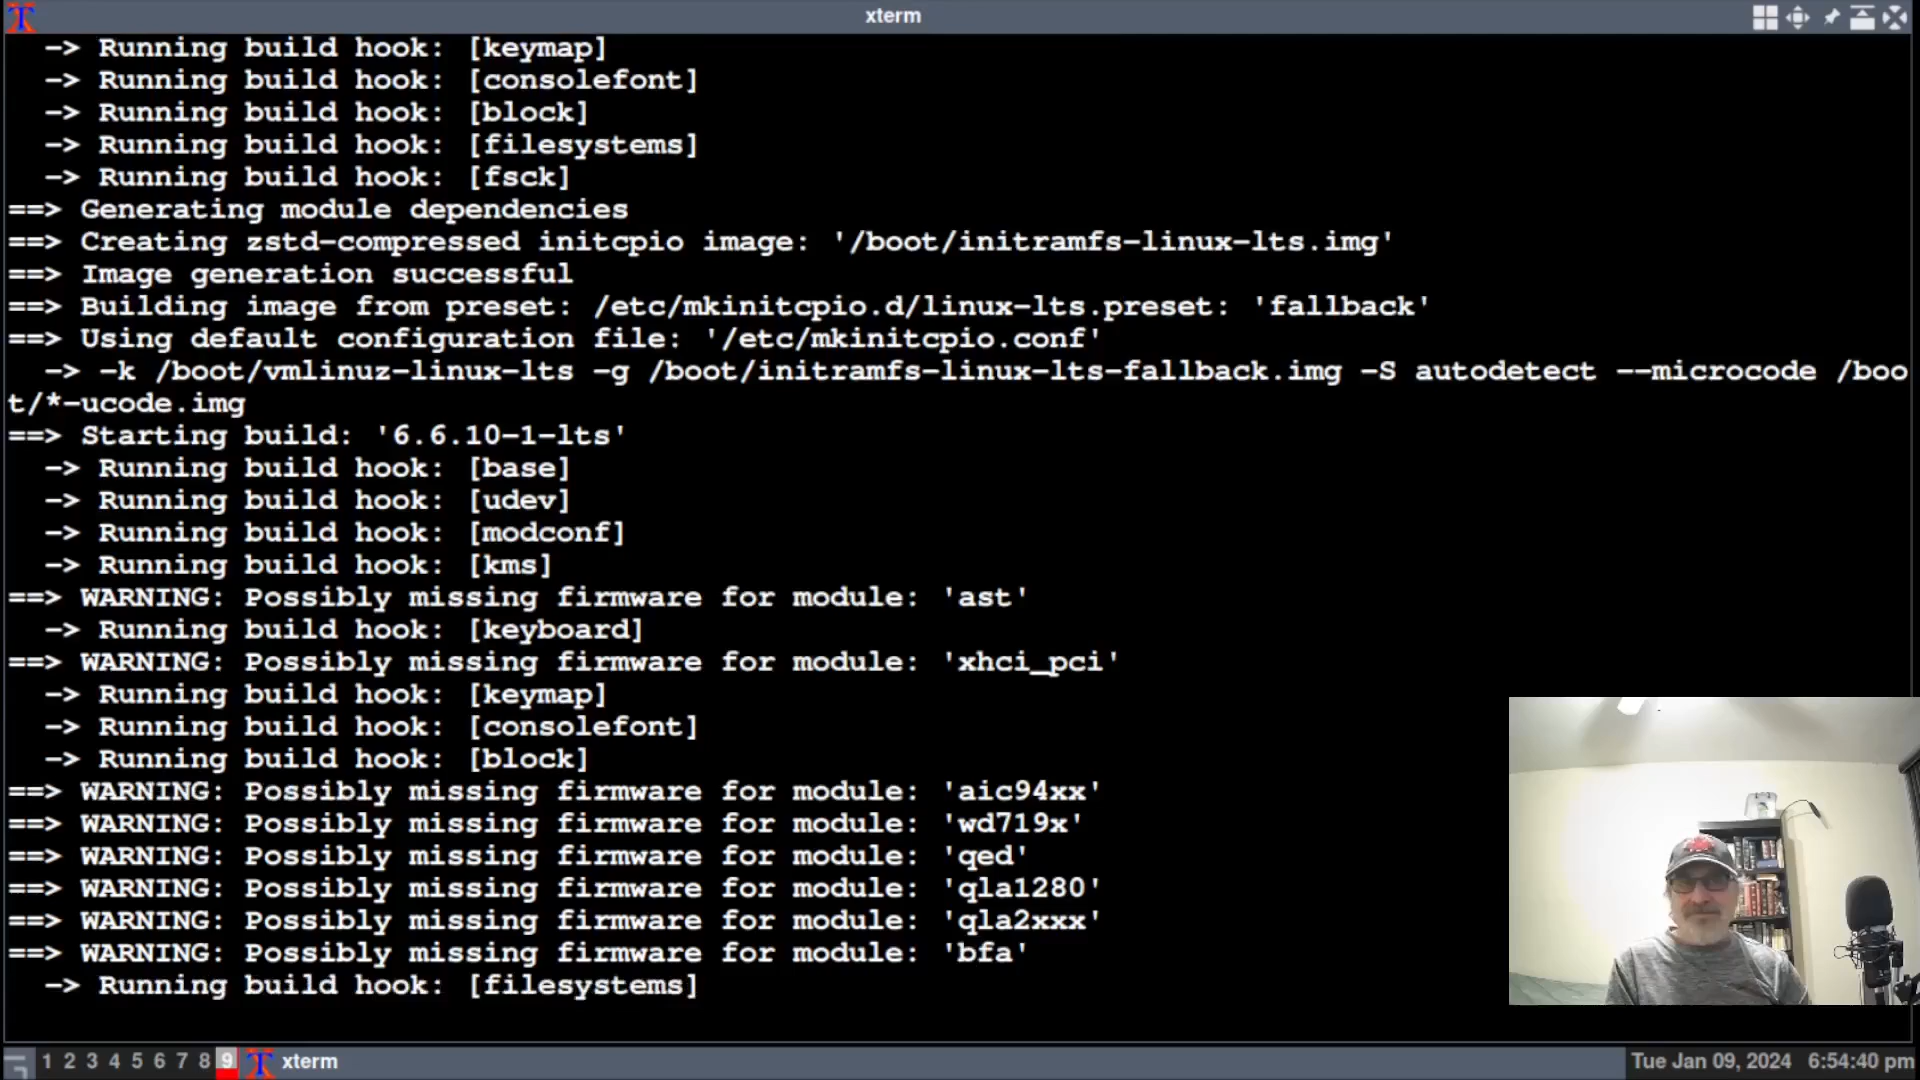 xterm
-> Running build hook: [keymap]
-> Running build hook: [consolefont]
-> Running build hook: [block]
-> Running build hook: [filesystems]
-> Running build hook: [fsck]
==> Generating module dependencies
==> Creating zstd-compressed initcpio image: '/boot/initramfs-linux-lts.img'
==> Image generation successful
==> Building image from preset: /etc/mkinitcpio.d/linux-lts.preset: 'fallback'
==> Using default configuration file: '/etc/mkinitcpio.conf'
-> -k /boot/vmlinuz-linux-lts -g /boot/initramfs-linux-lts-fallback.img -S autodetect --microcode /boo
t/*-ucode.img
==> Starting build: '6.6.10-1-lts'
-> Running build hook: [base]
-> Running build hook: [udev]
-> Running build hook: [modconf]
-> Running build hook: [kms]
==> WARNING: Possibly missing firmware for module: 'ast'
-> Running build hook: [keyboard]
==> WARNING: Possibly missing firmware for module: 'xhci_pci'
-> Running build hook: [keymap]
-> Running build hook: [consolefont]
-> Running build hook: [block]
==> WARNING: Possibly missing firmware for module: 'aic94xx'
==> WARNING: Possibly missing firmware for module: 'wd719x'
==> WARNING: Possibly missing firmware for module: 'qed'
==> WARNING: Possibly missing firmware for module: 'qla1280'
==> WARNING: Possibly missing firmware for module: 'qla2xxx'
==> WARNING: Possibly missing firmware for module: 'bfa'
-> Running build hook: [filesystems]
1 2 3 4 5 6 7 8 9 xterm Tue Jan 09, 2024 6:54:40 pm